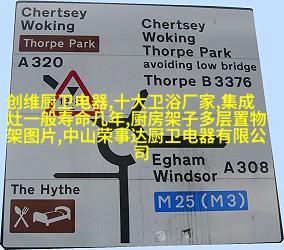 Chertsey
Woking
Thorpe Park
A320
Chertsey
Woking
Thorpe Park
avoiding low bridge
Thorpe B3376
创维厨卫电器,十大卫浴厂家,集成
灶一般寿命几年,厨房架子多层置物
架图片,中山荣事达厨卫电器有限公
司
Egham
Windsor A308
The Hythe
M25 (M3)